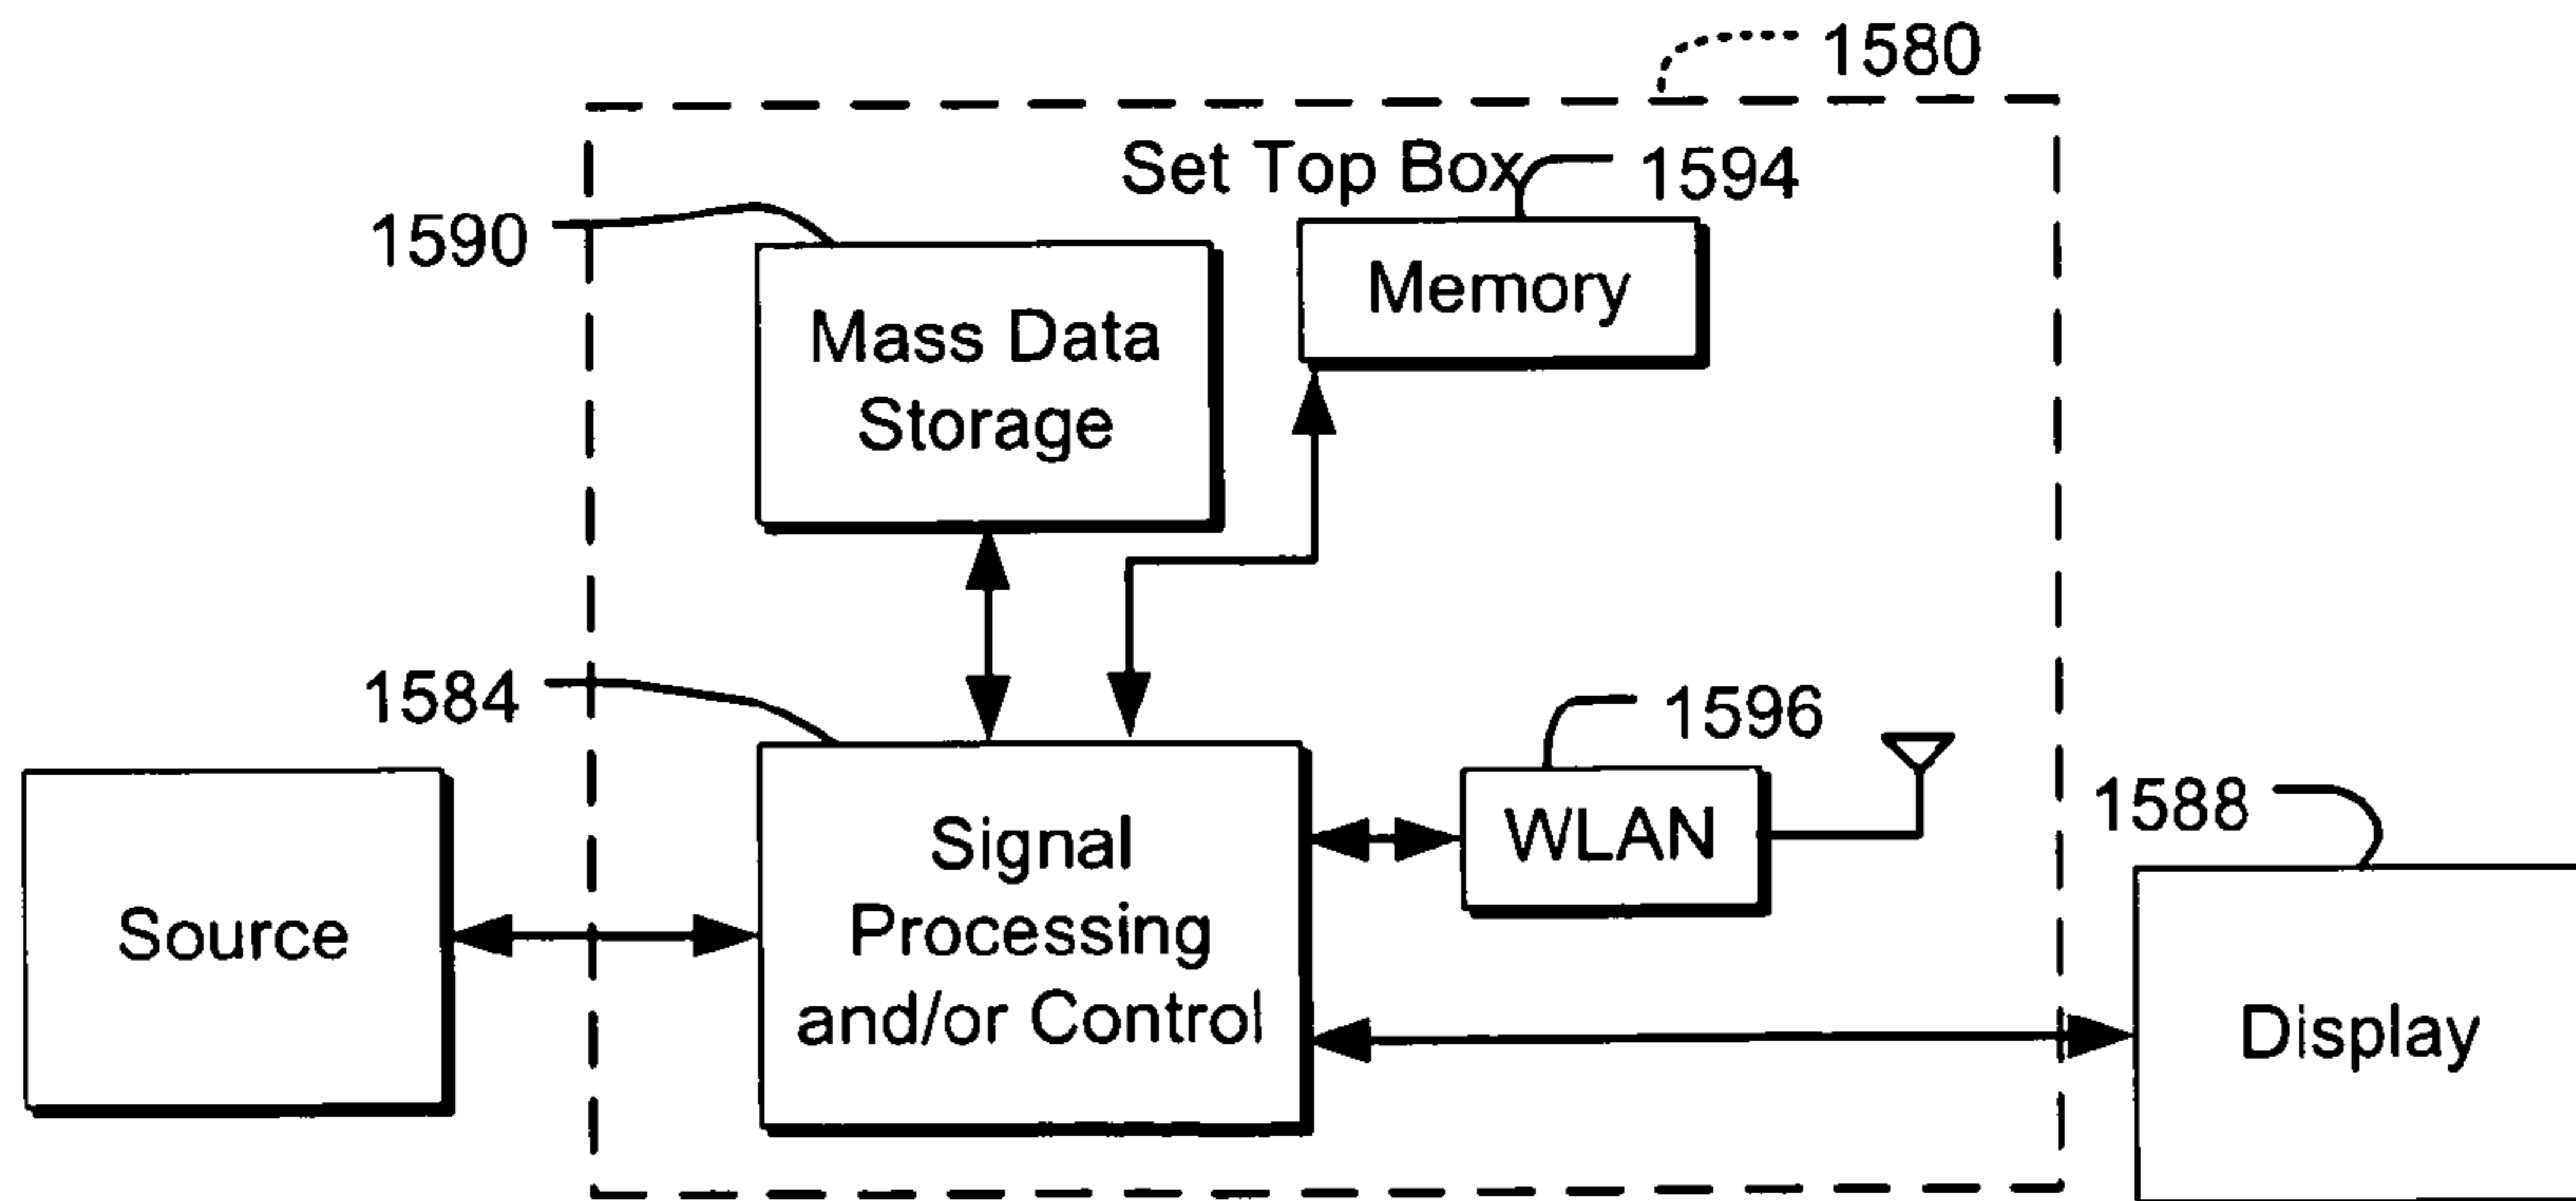 1580
Set Top Box
1594
1590
Memory
Mass Data
Storage
1584
1596
1588
Signal
Processing
and/or Control
WLAN
Source
Display